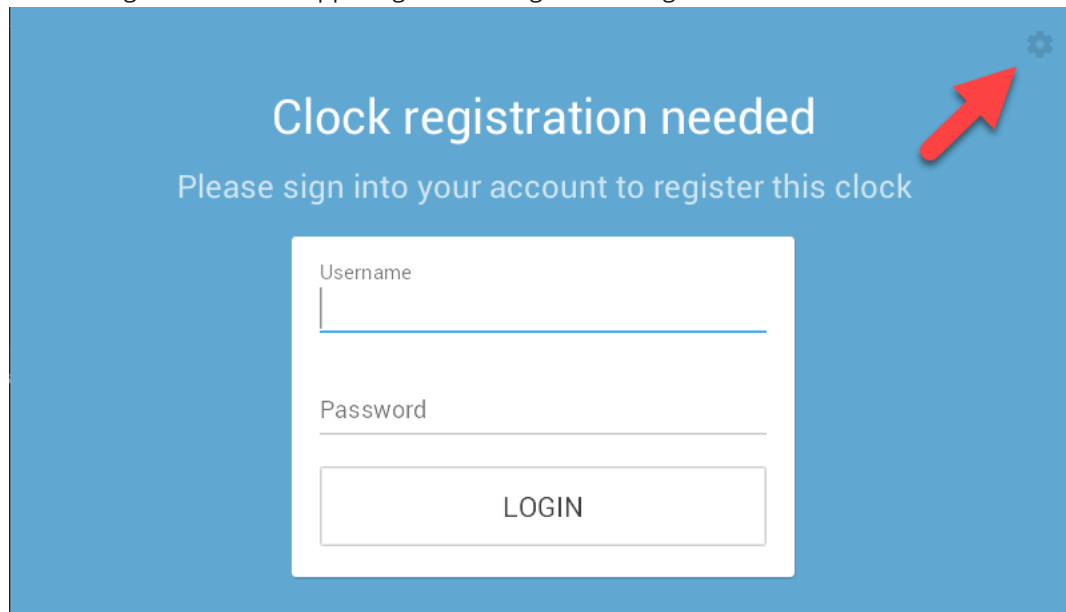 Clock registration needed
Please sign into your account to register this clock
Username
Password
LOGIN